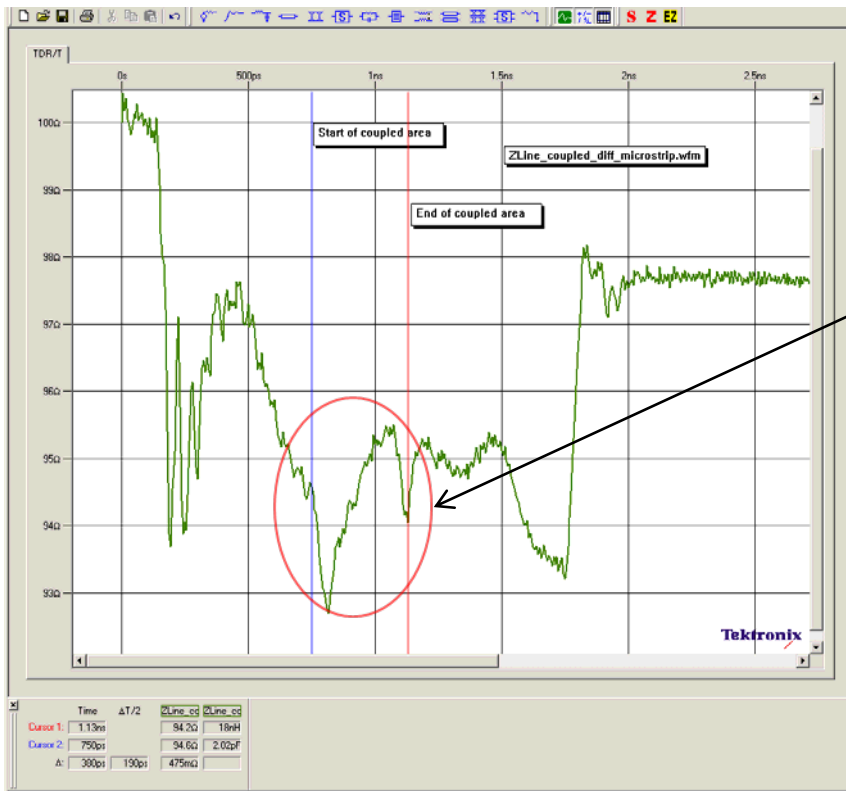 S Z EZ
TDR/T
0s 500ps 1ns 1.5ns 2ns 2.5ns
100Ω
Start of coupled area
ZLine_coupled_diff_microstrip.wfm
99Ω
End of coupled area
98Ω
97Ω
96Ω
95Ω
94Ω
93Ω
Tektronix
Time ΔT/2 ZLine_cc ZLine_cc
Cursor 1: 1.13ns 94.2Ω 18nH
Cursor 2: 750ps 94.6Ω 2.02pF
Δ: 380ps 190ps 475mΩ